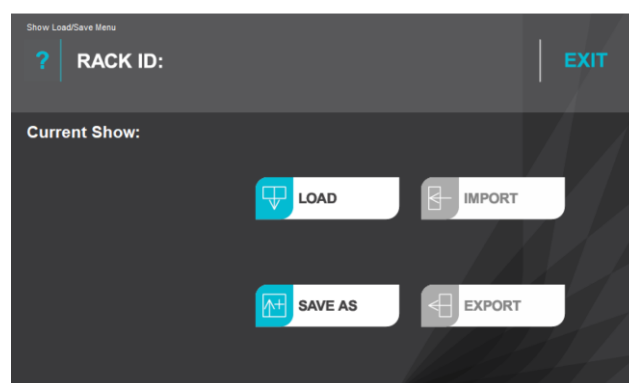 Show Load/Save Menu
? RACK ID:
EXIT
Current Show:
LOAD
IMPORT
SAVE AS
EXPORT